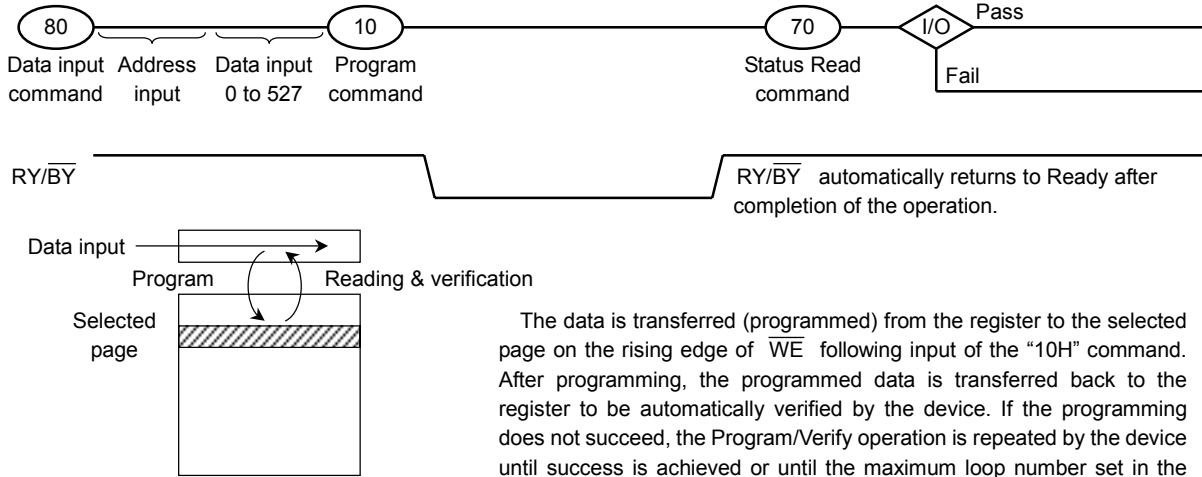 80
10
70
I/O
Pass
Fail
Data input Address Data input Program
command input 0 to 527 command
Status Read
command
RY/BY
RY/BY automatically returns to Ready after
completion of the operation.
Data input
Program
Reading & verification
Selected
page
The data is transferred (programmed) from the register to the selected
page on the rising edge of WE following input of the “10H” command.
After programming, the programmed data is transferred back to the
register to be automatically verified by the device. If the programming
does not succeed, the Program/Verify operation is repeated by the device
until success is achieved or until the maximum loop number set in the